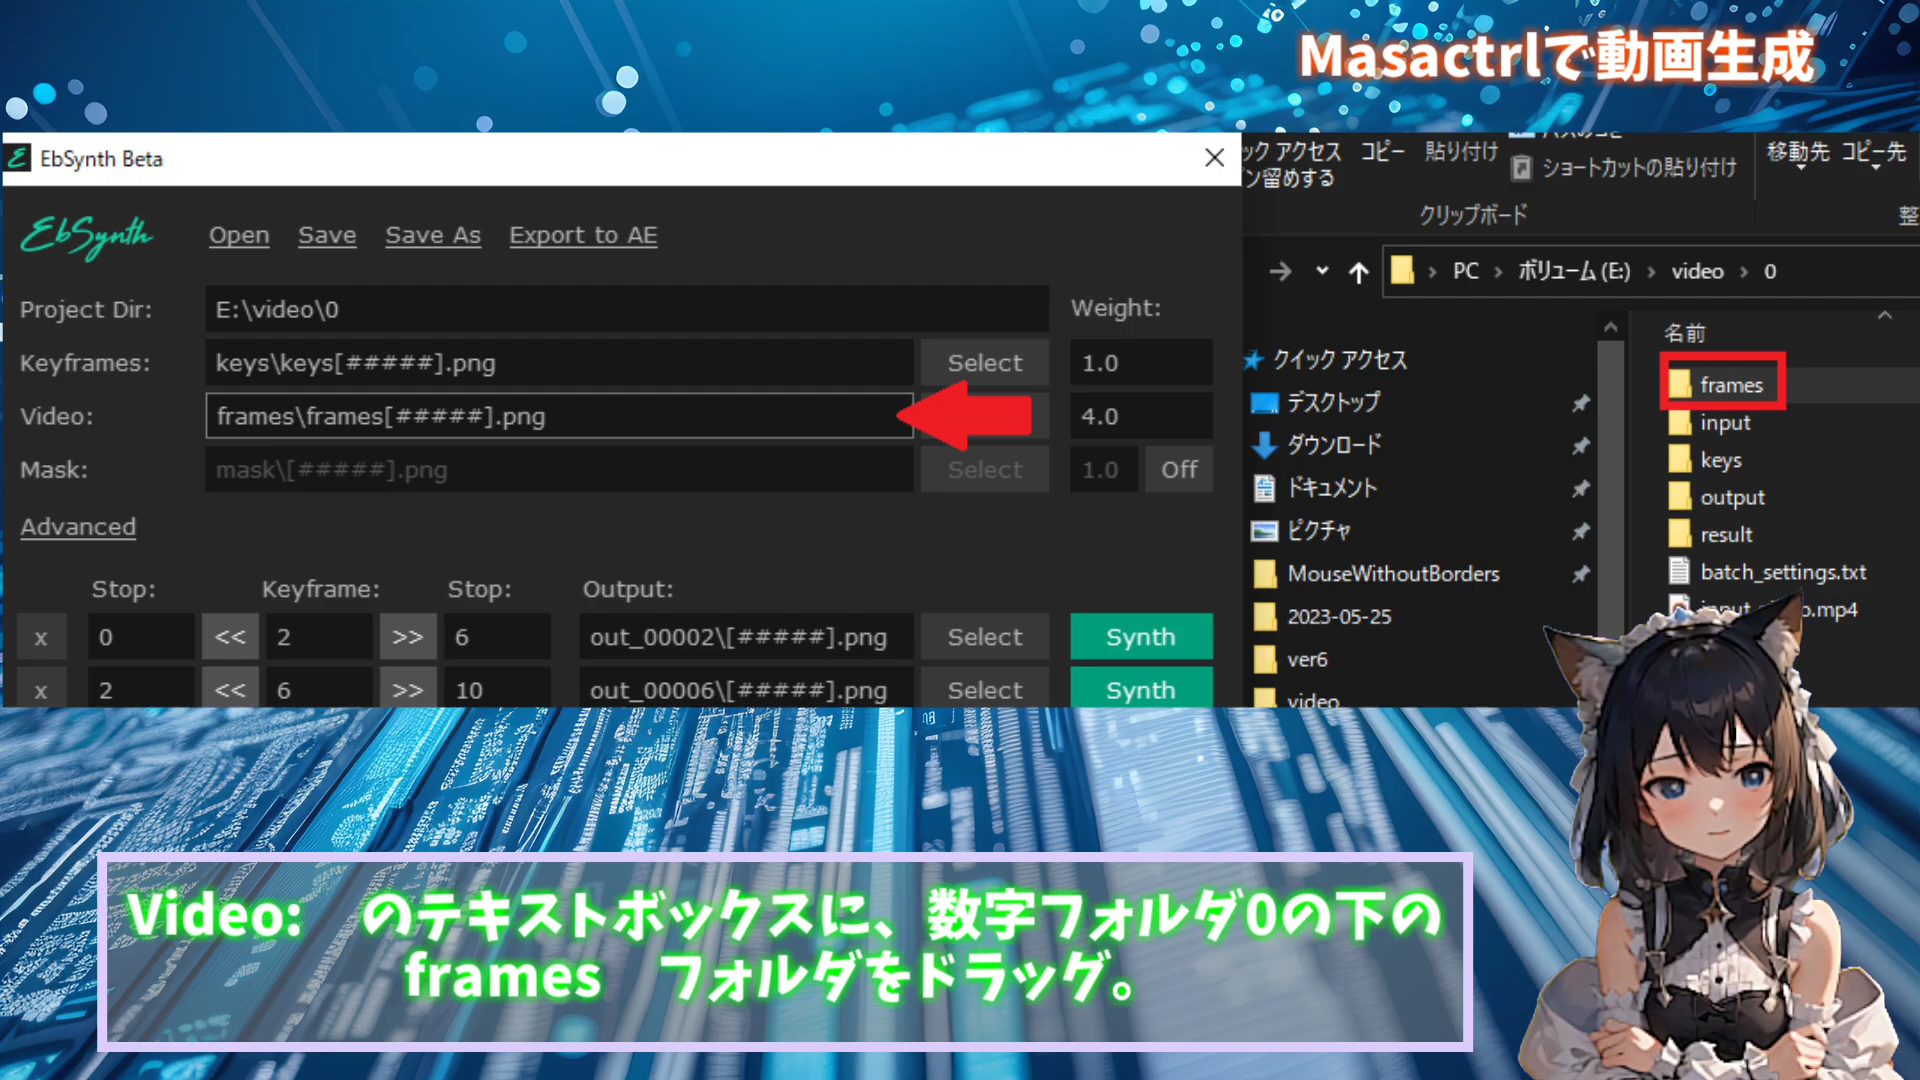 Masactrlで動画生成
EbSynth Beta
EbSynth
Open Save Save As Export to AE
Project Dir: E:\video\0 Weight:
Keyframes: keys\keys[#####].png Select 1.0
Video: frames\frames[#####].png 4.0
Mask: mask\[#####].png Select 1.0 Off
Advanced
Stop: Keyframe: Stop: Output:
x 0 << 2 >> 6 out_00002\[#####].png Select Synth
x 2 << 6 >> 10 out_00006\[#####].png Select Synth
ック アクセス コピー 貼り付け
ン留めする
ショートカットの貼り付け
移動先 コピー先
クリップボード
整
PC › ボリューム (E:) › video › 0
クイック アクセス
デスクトップ
ダウンロード
ドキュメント
ピクチャ
MouseWithoutBorders
2023-05-25
ver6
video
名前
frames
input
keys
output
result
batch_settings.txt
.mp4
Video: のテキストボックスに、数字フォルダ0の下の
frames フォルダをドラッグ。